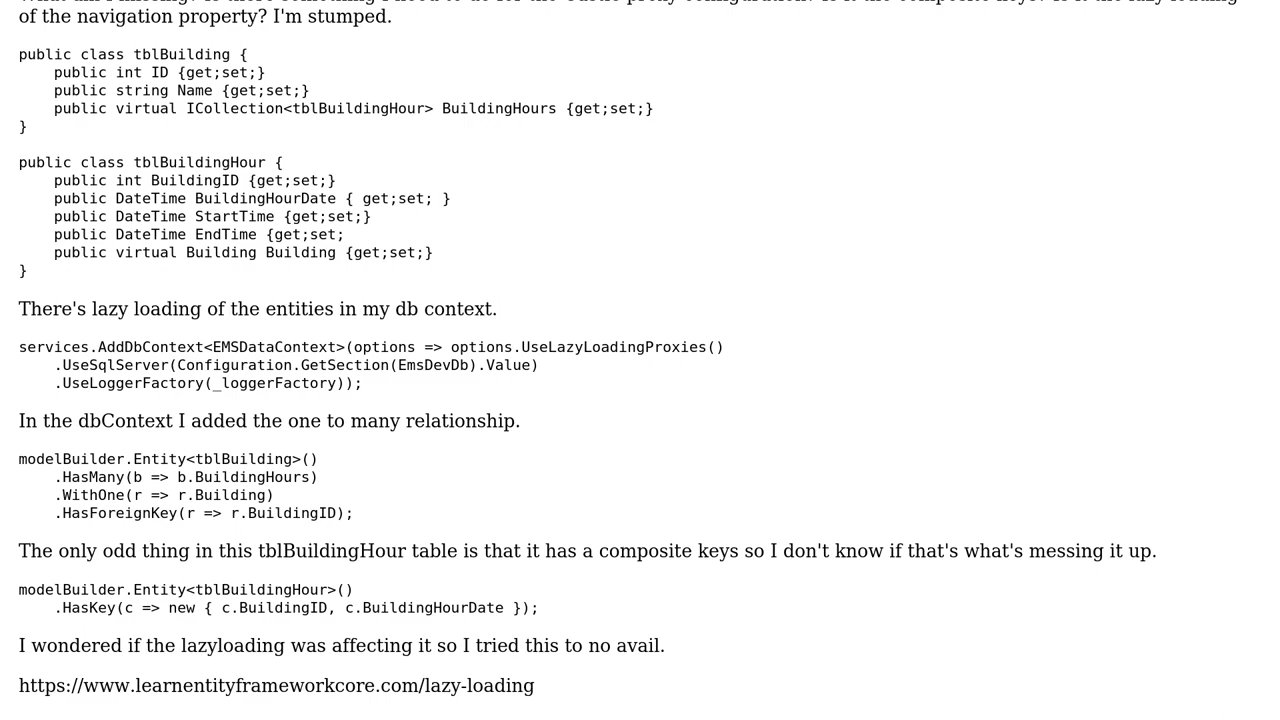 of the navigation property? I'm stumped.
public class tblBuilding {
    public int ID {get;set;}
    public string Name {get;set;}
    public virtual ICollection<tblBuildingHour> BuildingHours {get;set;}
}
public class tblBuildingHour {
    public int BuildingID {get;set;}
    public DateTime BuildingHourDate { get;set; }
    public DateTime StartTime {get;set;}
    public DateTime EndTime {get;set;
    public virtual Building Building {get;set;}
}
There's lazy loading of the entities in my db context.
services.AddDbContext<EMSDataContext>(options => options.UseLazyLoadingProxies()
    .UseSqlServer(Configuration.GetSection(EmsDevDb).Value)
    .UseLoggerFactory(_loggerFactory));
In the dbContext I added the one to many relationship.
modelBuilder.Entity<tblBuilding>()
    .HasMany(b => b.BuildingHours)
    .WithOne(r => r.Building)
    .HasForeignKey(r => r.BuildingID);
The only odd thing in this tblBuildingHour table is that it has a composite keys so I don't know if that's what's messing it up.
modelBuilder.Entity<tblBuildingHour>()
    .HasKey(c => new { c.BuildingID, c.BuildingHourDate });
I wondered if the lazyloading was affecting it so I tried this to no avail.
https://www.learnentityframeworkcore.com/lazy-loading